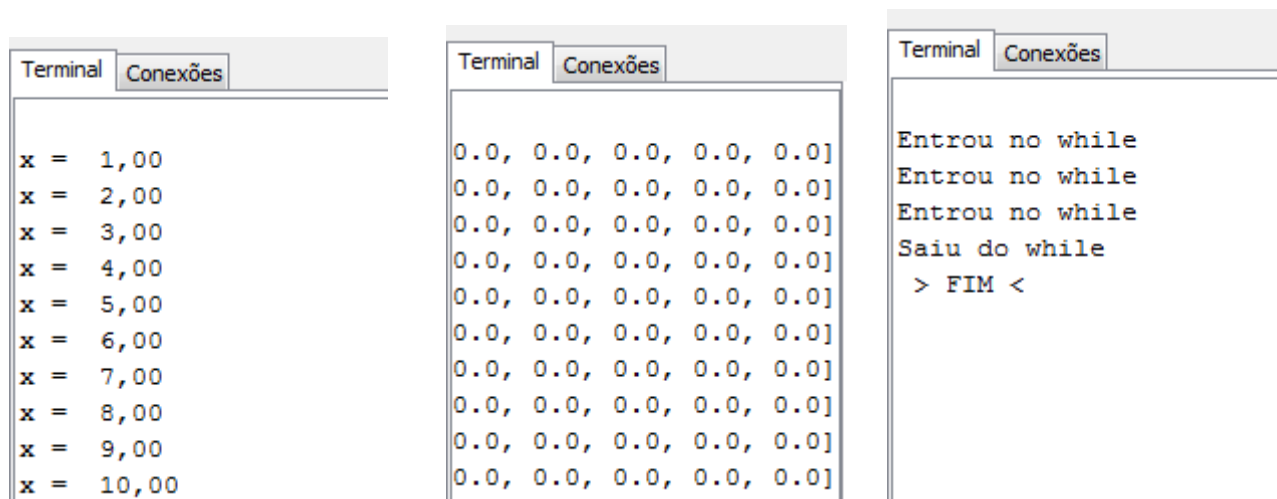 Terminal Conexões
x = 1,00
x = 2,00
x = 3,00
x = 4,00
x = 5,00
x = 6,00
x = 7,00
x = 8,00
x = 9,00
x = 10,00
Terminal Conexões
0.0, 0.0, 0.0, 0.0, 0.0]
0.0, 0.0, 0.0, 0.0, 0.0]
0.0, 0.0, 0.0, 0.0, 0.0]
0.0, 0.0, 0.0, 0.0, 0.0]
0.0, 0.0, 0.0, 0.0, 0.0]
0.0, 0.0, 0.0, 0.0, 0.0]
0.0, 0.0, 0.0, 0.0, 0.0]
0.0, 0.0, 0.0, 0.0, 0.0]
0.0, 0.0, 0.0, 0.0, 0.0]
0.0, 0.0, 0.0, 0.0, 0.0]
Terminal Conexões
Entrou no while
Entrou no while
Entrou no while
Saiu do while
> FIM <